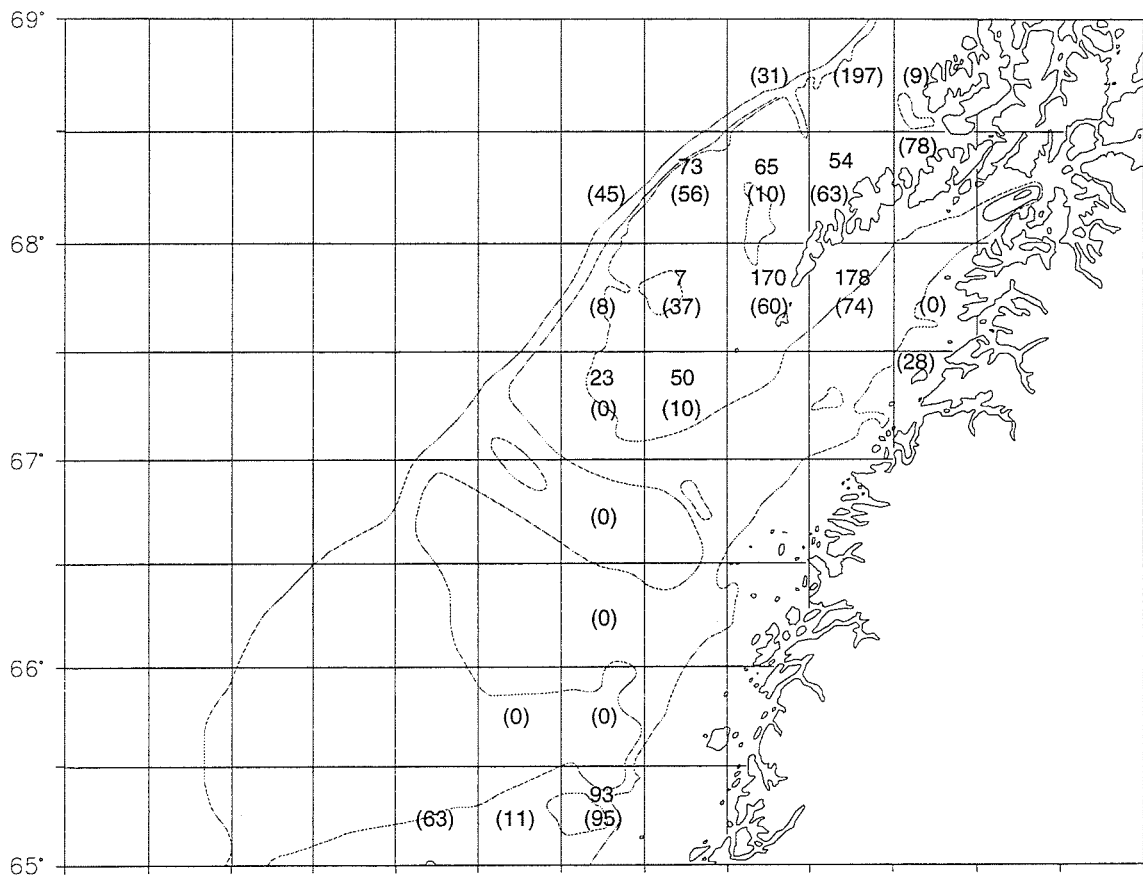 69°
(31) (197) (9)
(78)
73 65 54
(45) (56) (10) (63)
68°
7 170 178
(8) (37) (60) (74) (0)
(28)
23 50
(0) (10)
67°
(0)
(0)
66°
(0) (0)
93
(63) (11) (95)
65°